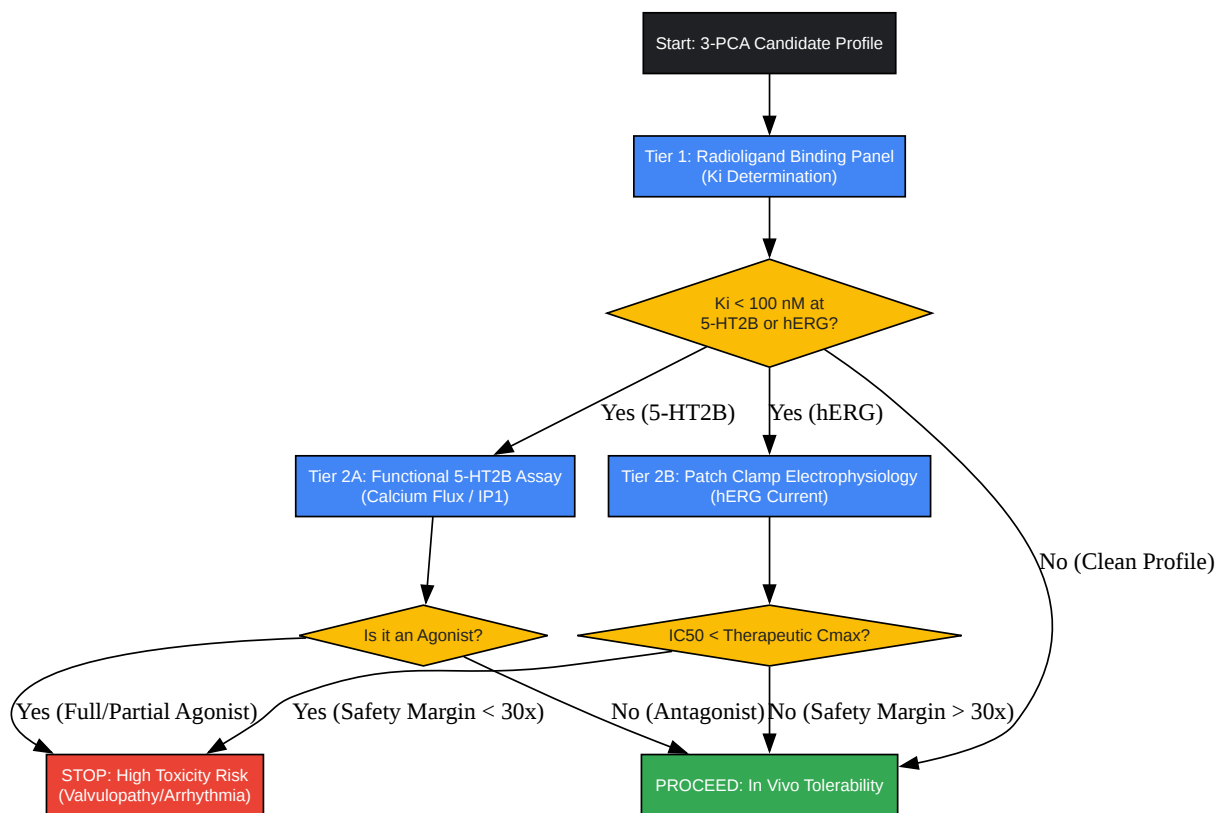 Start: 3-PCA Candidate Profile
Tier 1: Radioligand Binding Panel
(Ki Determination)
Ki < 100 nM at
5-HT2B or hERG?
Yes (5-HT2B)
Yes (hERG)
Tier 2A: Functional 5-HT2B Assay
(Calcium Flux / IP1)
Tier 2B: Patch Clamp Electrophysiology
(hERG Current)
No (Clean Profile)
Is it an Agonist?
IC50 < Therapeutic Cmax?
Yes (Full/Partial Agonist)
Yes (Safety Margin < 30x)
No (Antagonist)
No (Safety Margin > 30x)
STOP: High Toxicity Risk
(Valvulopathy/Arrhythmia)
PROCEED: In Vivo Tolerability